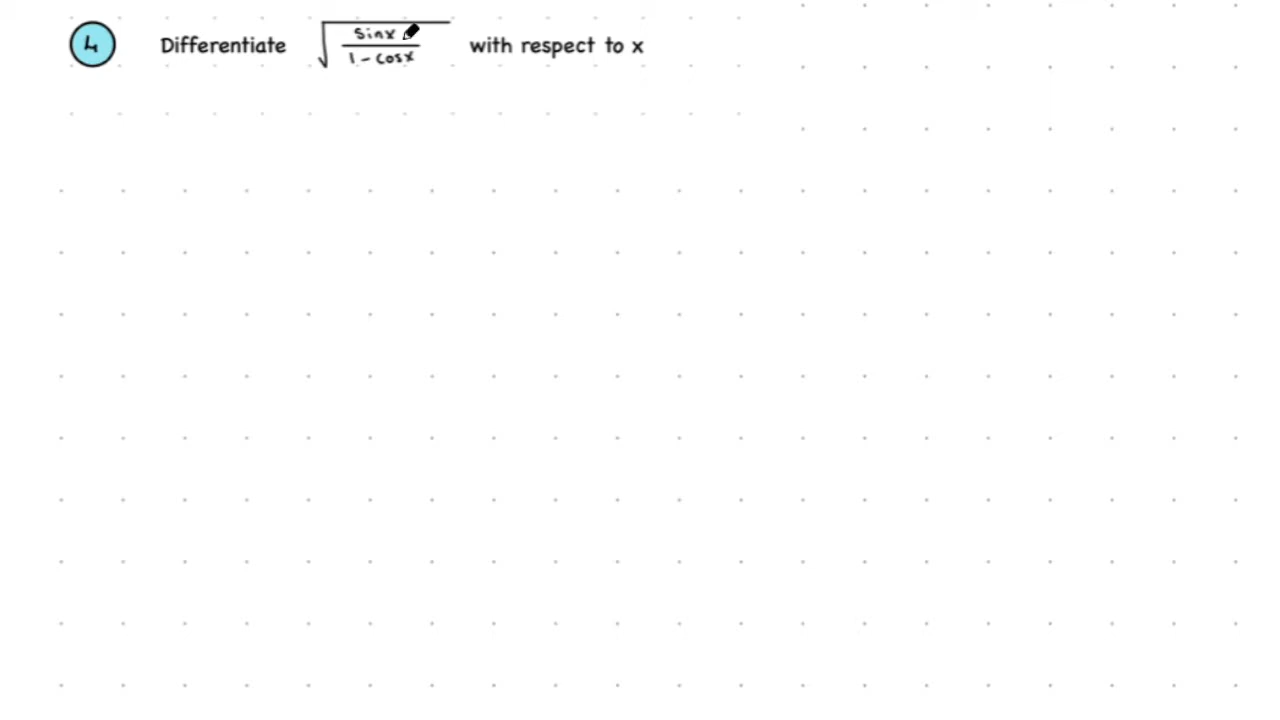 4 Differentiate √(sinx / 1 - cosx) with respect to x